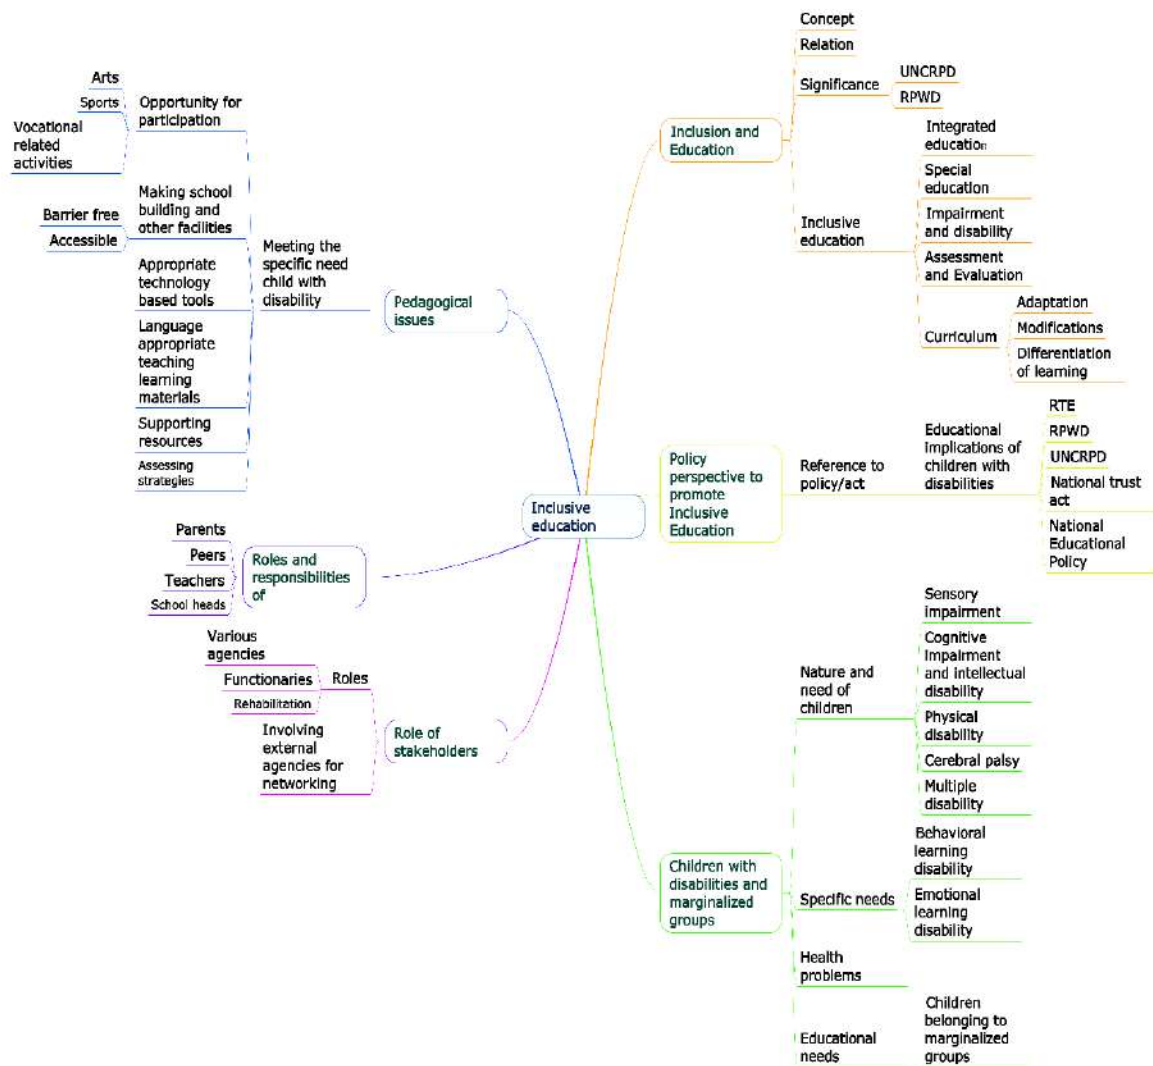 Inclusive
education
Inclusion and
Education
Concept
Relation
Significance
UNCRPD
RPWD
Inclusive
education
Integrated
education
Special
education
Impairment
and disability
Assessment
and Evaluation
Curriculum
Adaptation
Modifications
Differentiation
of learning
Policy
perspective to
promote
Inclusive
Education
Reference to
policy/act
Educational
implications of
children with
disabilities
RTE
RPWD
UNCRPD
National trust
act
National
Educational
Policy
Children with
disabilities and
marginalized
groups
Nature and
need of
children
Sensory
impairment
Cognitive
Impairment
and intellectual
disability
Physical
disability
Cerebral palsy
Multiple
disability
Specific needs
Behavioral
learning
disability
Emotional
learning
disability
Health
problems
Educational
needs
Children
belonging to
marginalized
groups
Pedagogical
issues
Meeting the
specific need
child with
disability
Opportunity for
participation
Arts
Sports
Vocational
related
activities
Making school
building and
other facilities
Barrier free
Accessible
Appropriate
technology
based tools
Language
appropriate
teaching
learning
materials
Supporting
resources
Assessing
strategies
Roles and
responsibilities
of
Parents
Peers
Teachers
School heads
Role of
stakeholders
Roles
Various
agencies
Functionaries
Rehabilitation
Involving
external
agencies for
networking